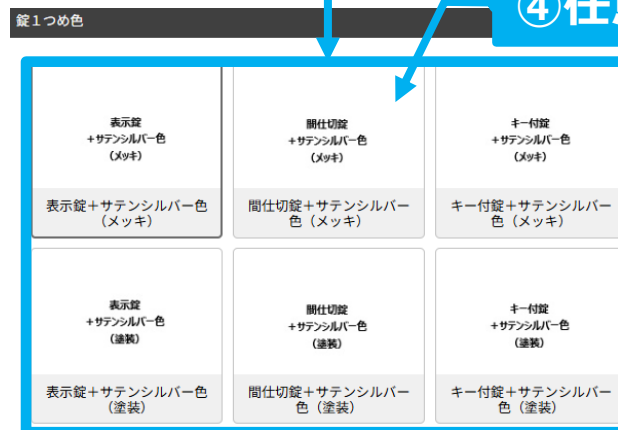 ④任
錠1つめ色
表示錠
+サテンシルバー色
(メッキ)
間仕切錠
+サテンシルバー色
(メッキ)
キー付錠
+サテンシルバー色
(メッキ)
表示錠+サテンシルバー色
(メッキ)
間仕切錠+サテンシルバー
色(メッキ)
キー付錠+サテンシルバー
色(メッキ)
表示錠
+サテンシルバー色
(塗装)
間仕切錠
+サテンシルバー色
(塗装)
キー付錠
+サテンシルバー色
(塗装)
表示錠+サテンシルバー色
(塗装)
間仕切錠+サテンシルバー
色(塗装)
キー付錠+サテンシルバー
色(塗装)